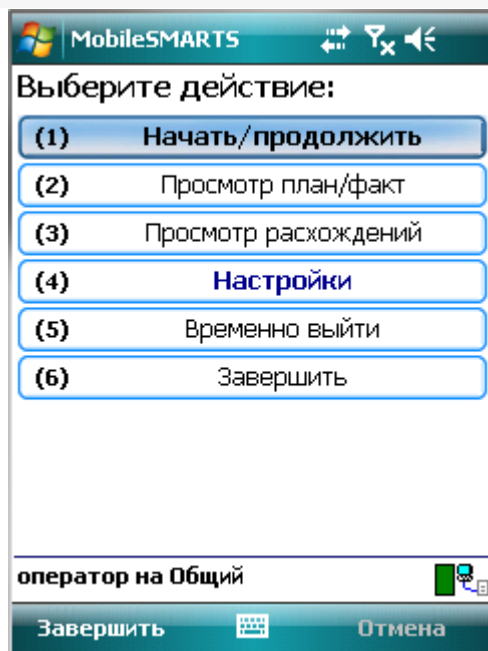 MobileSMARTS
Выберите действие:
(1) Начать/продолжить
(2) Просмотр план/факт
(3) Просмотр расхождений
(4) Настройки
(5) Временно выйти
(6) Завершить
оператор на Общий
Завершить Отмена